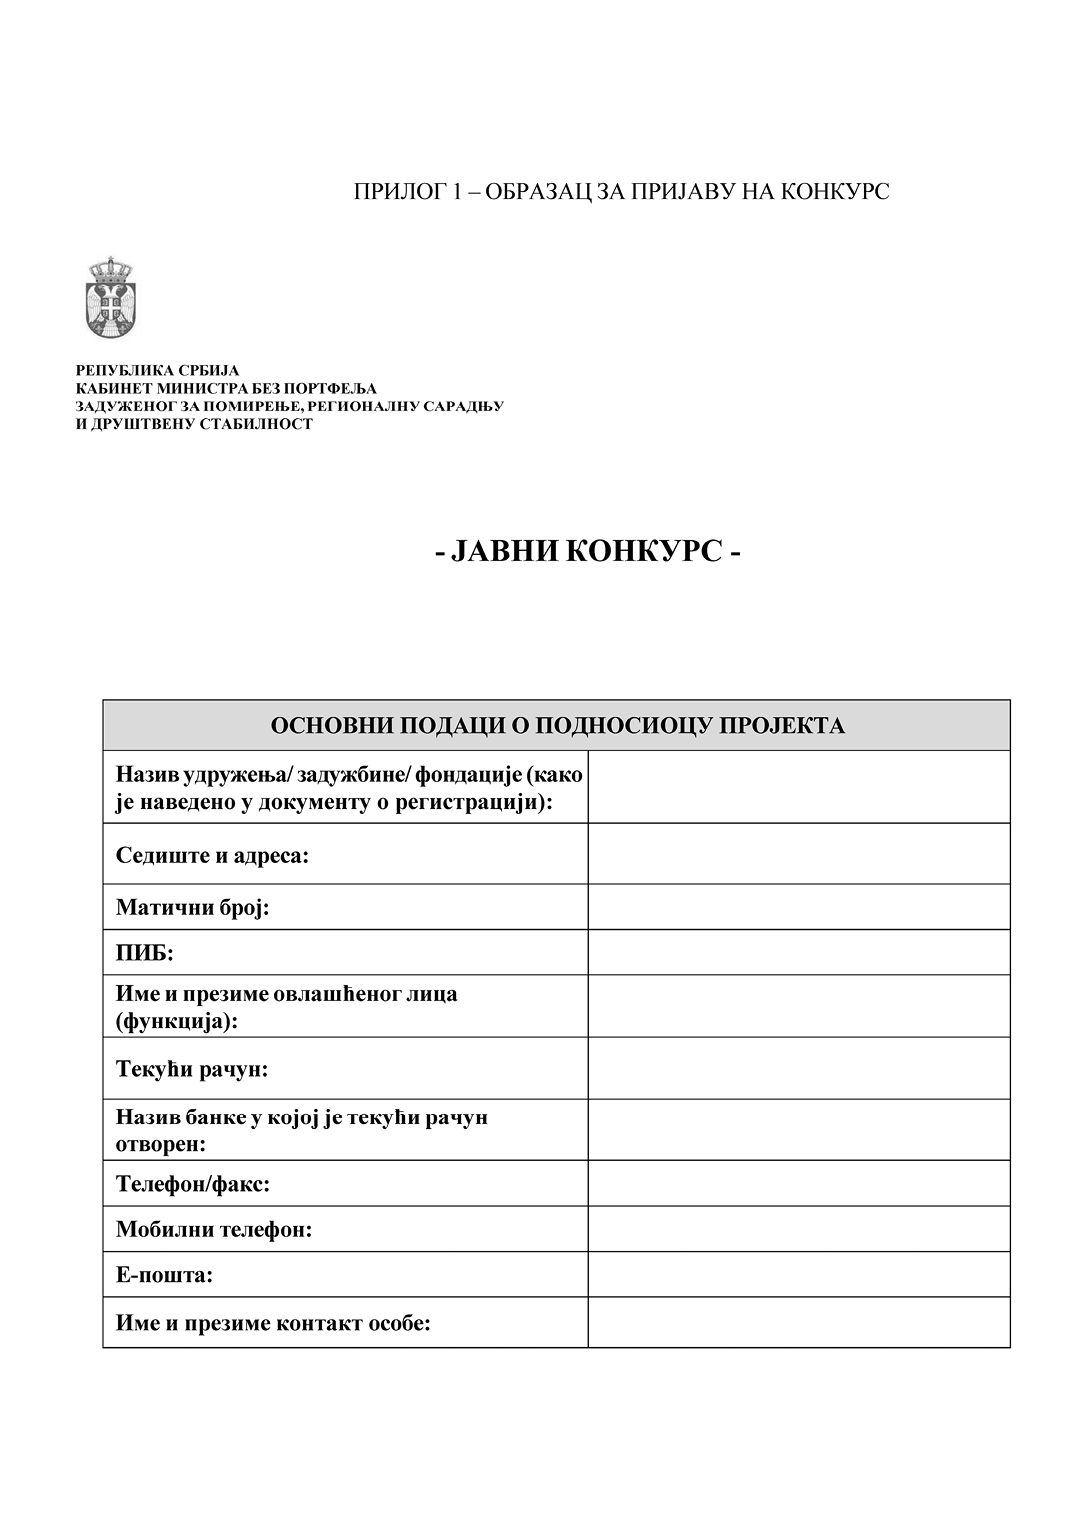 ПРИЛОГ 1 – ОБРАЗАЦ ЗА ПРИЈАВУ НА КОНКУРС
РЕПУБЛИКА СРБИЈА
КАБИНЕТ МИНИСТРА БЕЗ ПОРТФЕЉА
ЗАДУЖЕНОГ ЗА ПОМИРЕЊЕ, РЕГИОНАЛНУ САРАДЊУ
И ДРУШТВЕНУ СТАБИЛНОСТ
- ЈАВНИ КОНКУРС -
ОСНОВНИ ПОДАЦИ О ПОДНОСИОЦУ ПРОЈЕКТА
Назив удружења/ задужбине/ фондације (како
је наведено у документу о регистрацији):
Седиште и адреса:
Матични број:
ПИБ:
Име и презиме овлашћеног лица
(функција):
Текући рачун:
Назив банке у којој је текући рачун
отворен:
Телефон/факс:
Мобилни телефон:
Е-пошта:
Име и презиме контакт особе: